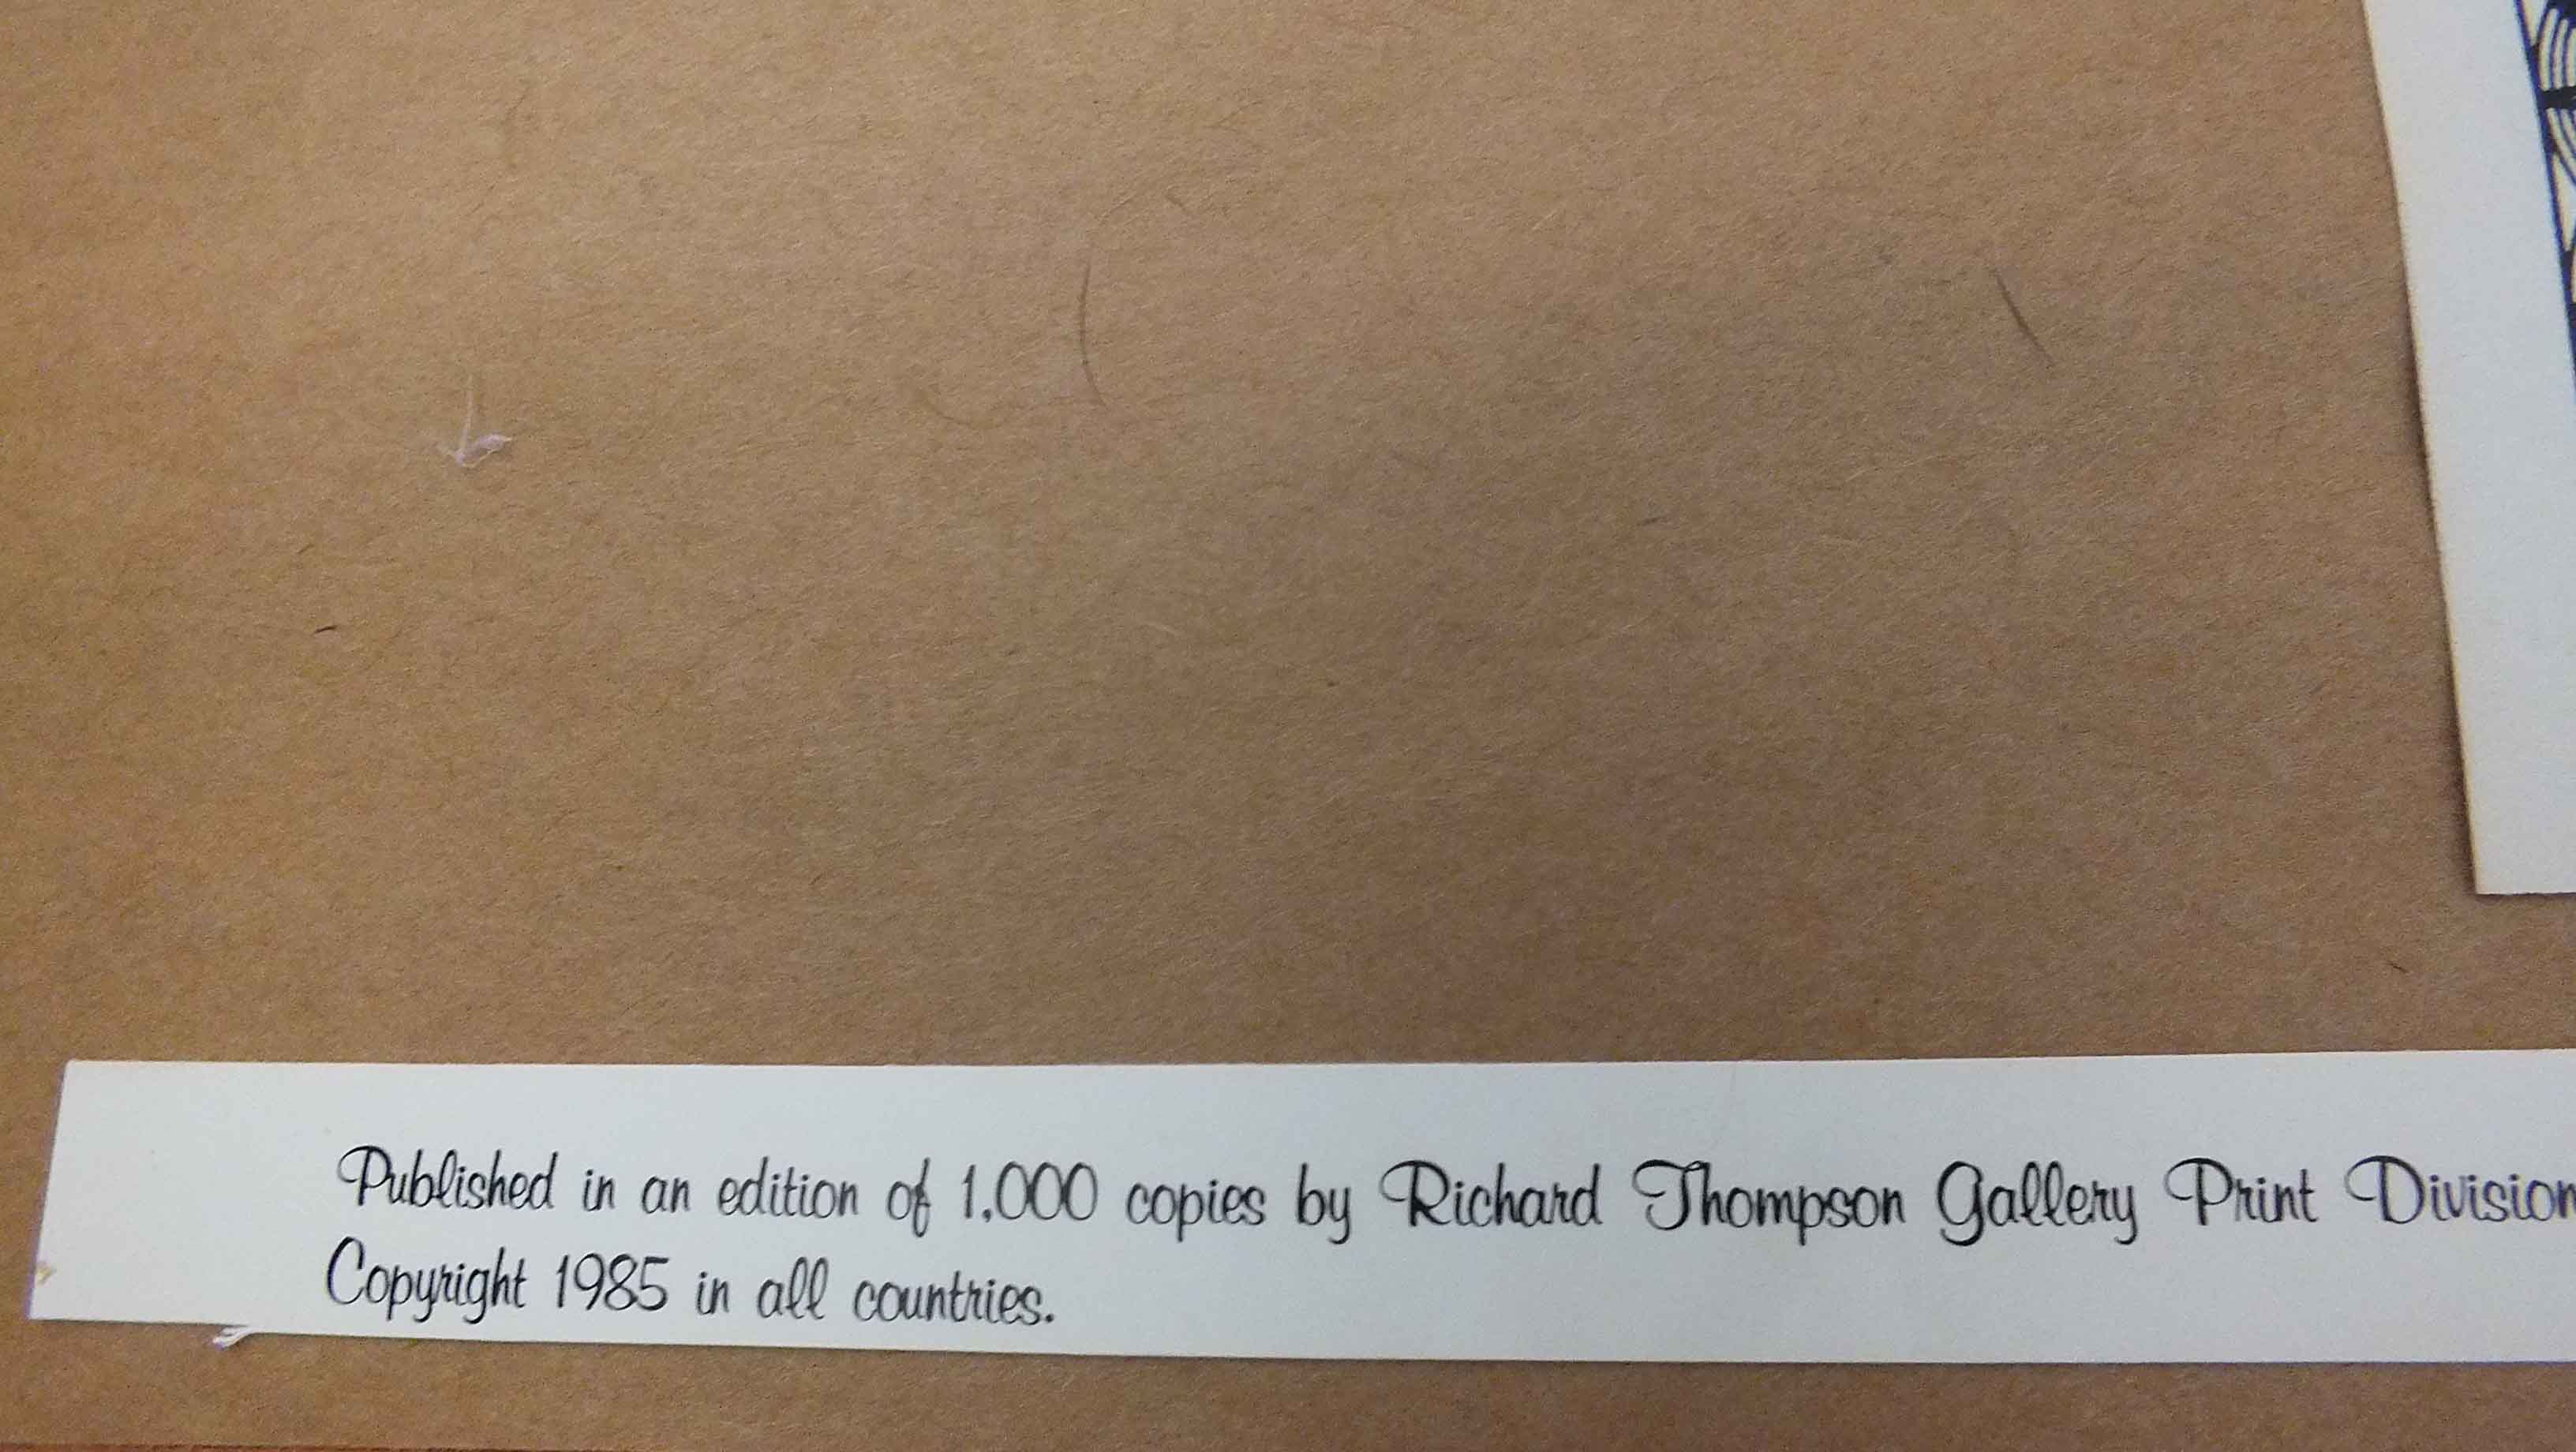 Published in an edition of 1,000 copies by Richard Thompson Gallery Print Division
Copyright 1985 in all countries.